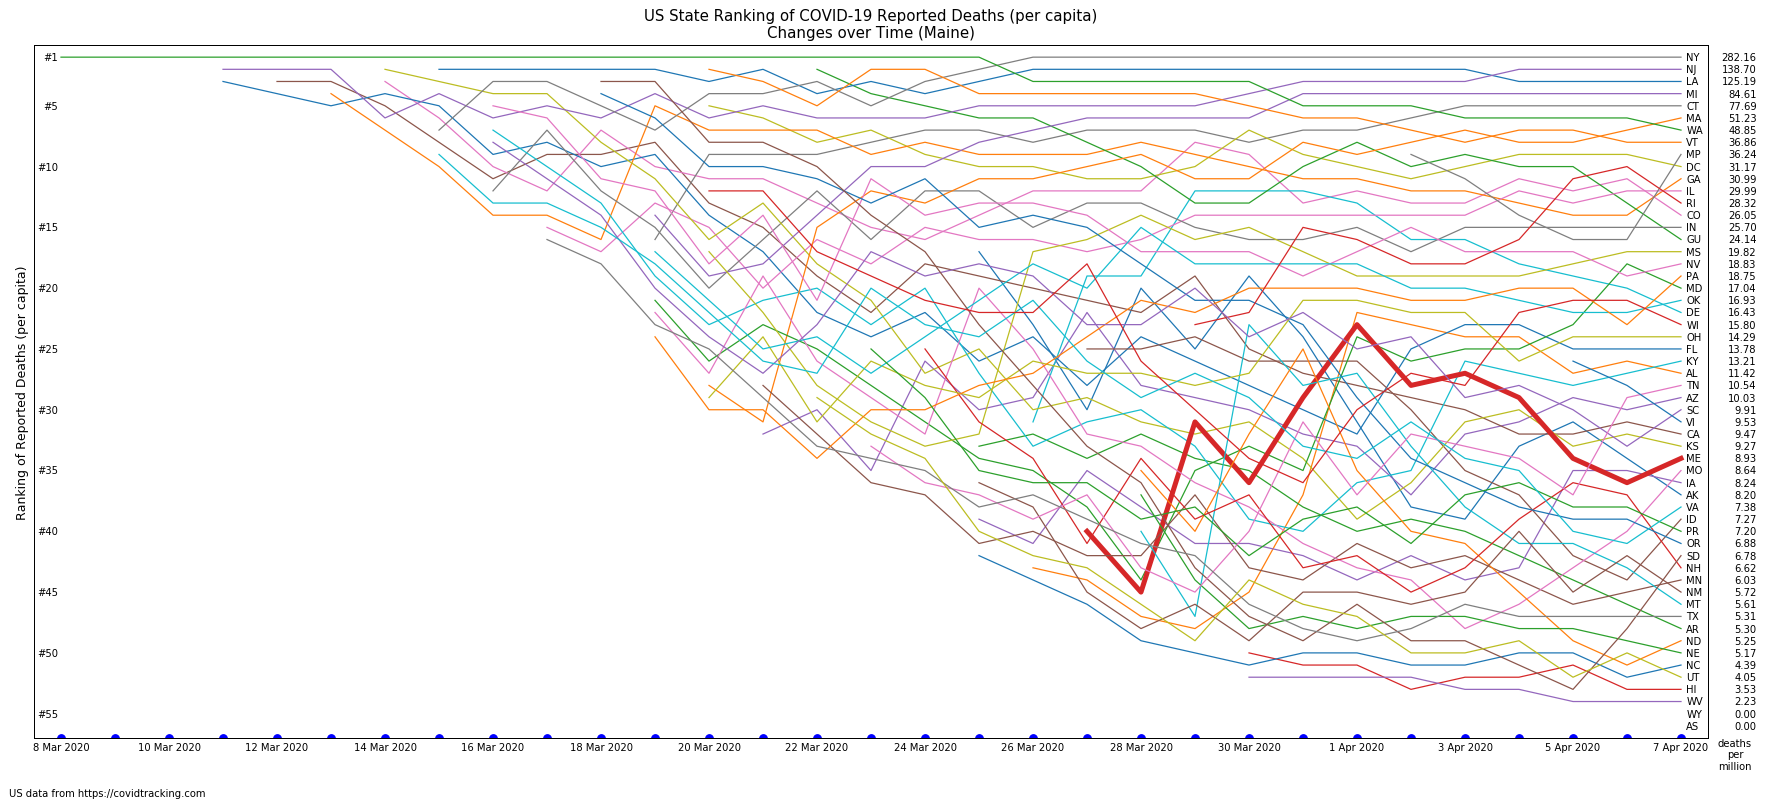 US State Ranking of COVID-19 Reported Deaths (per capita)
Changes over Time (Maine)
Ranking of Reported Deaths (per capita)
#1
#5
#10
#15
#20
#25
#30
#35
#40
#45
#50
#55
NY 282.16
NJ 138.70
LA 125.19
MI 84.61
CT 77.69
MA 51.23
WA 48.85
VT 36.86
MP 36.24
DC 31.17
GA 30.99
IL 29.99
RI 28.32
CO 26.05
IN 25.70
GU 24.14
MS 19.82
NV 18.83
PA 18.75
MD 17.04
OK 16.93
DE 16.43
WI 15.80
OH 14.29
FL 13.78
KY 13.21
AL 11.42
TN 10.54
AZ 10.03
SC 9.91
VI 9.53
CA 9.47
KS 9.27
ME 8.93
MO 8.64
IA 8.24
AK 8.20
VA 7.38
ID 7.27
PR 7.20
OR 6.88
SD 6.78
NH 6.62
MN 6.03
NM 5.72
MT 5.61
TX 5.31
AR 5.30
ND 5.25
NE 5.17
NC 4.39
UT 4.05
HI 3.53
WV 2.23
WY 0.00
AS 0.00
8 Mar 2020 10 Mar 2020 12 Mar 2020 14 Mar 2020 16 Mar 2020 18 Mar 2020 20 Mar 2020 22 Mar 2020 24 Mar 2020 26 Mar 2020 28 Mar 2020 30 Mar 2020 1 Apr 2020 3 Apr 2020 5 Apr 2020 7 Apr 2020
deaths
per
million
US data from https://covidtracking.com